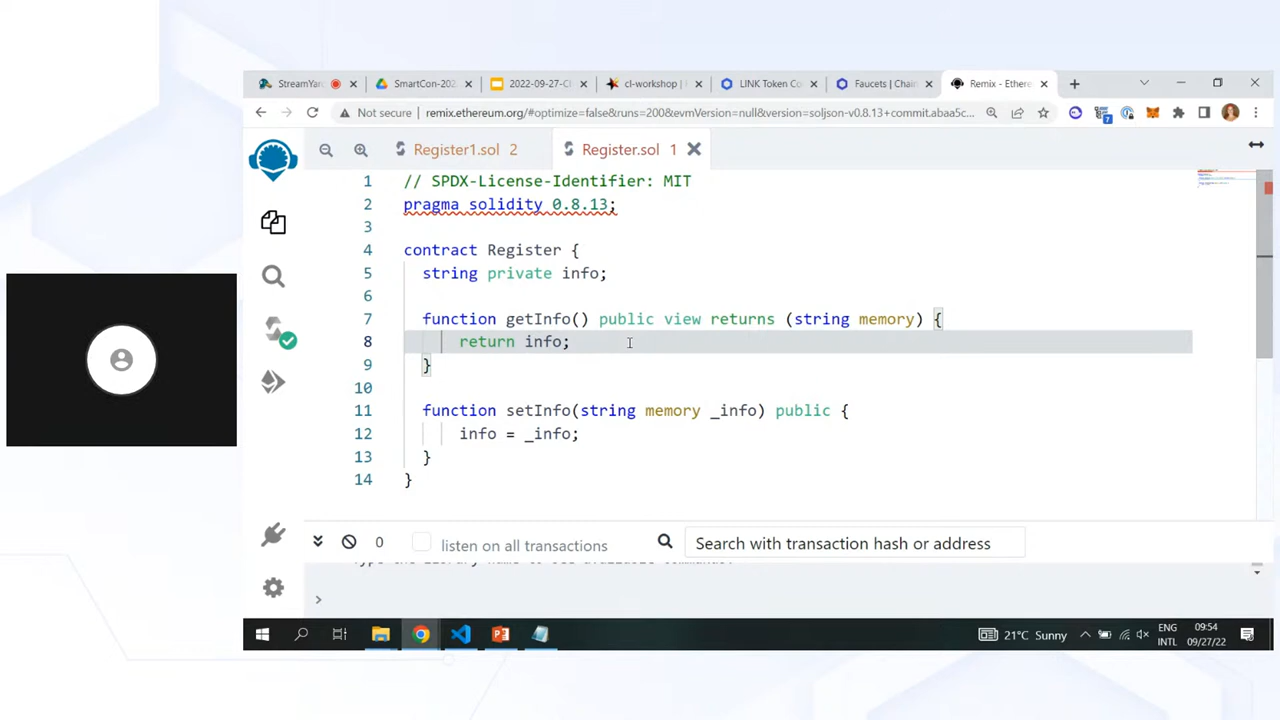 StreamYar
SmartCon-202
2022-09-27-Cl
cl-workshop |
LINK Token Co
Faucets | Chain
Remix - Ethere
Not secure
remix.ethereum.org/#optimize=false&runs=200&evmVersion=null&version=soljson-v0.8.13+commit.abaa5c...
7
Register1.sol 2
Register.sol 1
1 // SPDX-License-Identifier: MIT
2 pragma solidity 0.8.13;
3
4 contract Register {
5 string private info;
6
7 function getInfo() public view returns (string memory) {
8 return info;
9 }
10
11 function setInfo(string memory _info) public {
12 info = _info;
13 }
14 }
0
listen on all transactions
Search with transaction hash or address
>
21°C Sunny
ENG
INTL
09:54
09/27/22